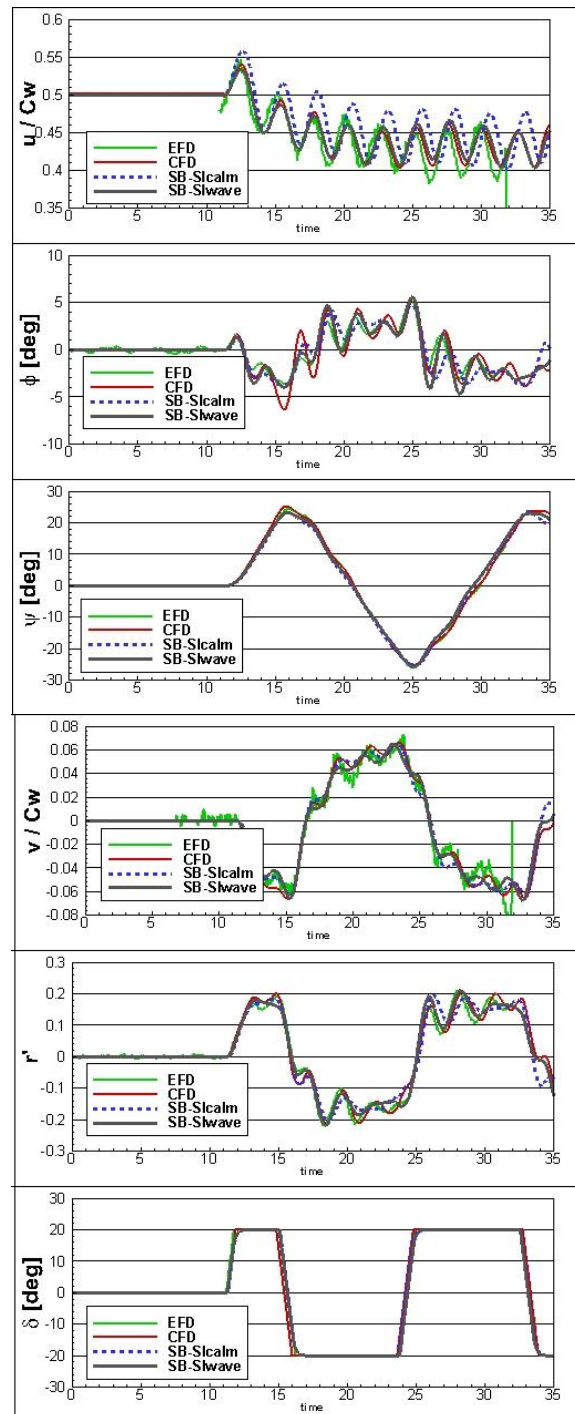 0.6
0.55
0.5
0.45
0.4
0.35
u / Cw
EFD
CFD
SB-SIcalm
SB-SIwave
0 5 10 15 20 25 30 35
time
10
5
0
-5
-10
ϕ [deg]
EFD
CFD
SB-SIcalm
SB-SIwave
0 5 10 15 20 25 30 35
time
30
20
10
0
-10
-20
-30
ψ [deg]
EFD
CFD
SB-SIcalm
SB-SIwave
0 5 10 15 20 25 30 35
time
0.08
0.06
0.04
0.02
0
-0.02
-0.04
-0.06
-0.08
v / Cw
EFD
CFD
SB-SIcalm
SB-SIwave
0 5 10 15 20 25 30 35
time
0.3
0.2
0.1
0
-0.1
-0.2
-0.3
r'
EFD
CFD
SB-SIcalm
SB-SIwave
0 5 10 15 20 25 30 35
time
30
20
10
0
-10
-20
-30
δ [deg]
EFD
CFD
SB-SIcalm
SB-SIwave
0 5 10 15 20 25 30 35
time